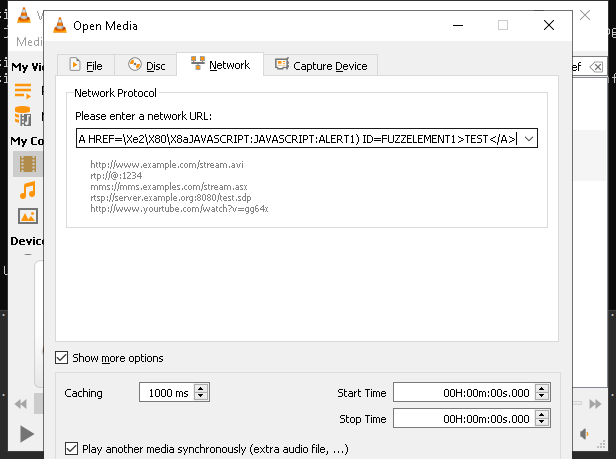 Open Media
Medi
File
Disc
Network
Capture Device
ef
My Vi
Network Protocol
Please enter a network URL:
A HREF=\Xe2\X80\X8aJAVASCRIPT:JAVASCRIPT:ALERT1) ID=FUZZELEMENT1>TEST</A>
http://www.example.com/stream.avi
rtp://@:1234
mms://mms.examples.com/stream.asx
rtsp://server.example.org:8080/test.sdp
http://www.yourtube.com/watch?v=gg64x
My Co
Device
Show more options
Caching
1000 ms
Start Time
00H:00m:00s.000
Stop Time
00H:00m:00s.000
Play another media synchronously (extra audio file, ...)